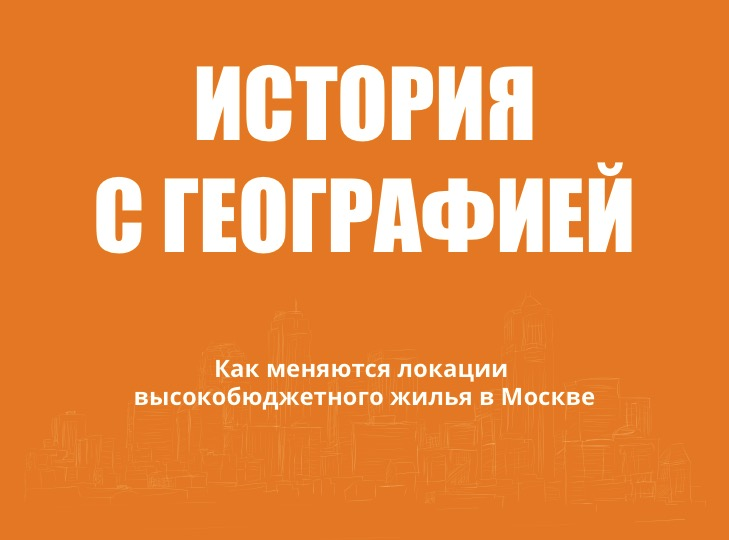 ИСТОРИЯ
С ГЕОГРАФИЕЙ
Как меняются локации
высокобюджетного жилья в Москве